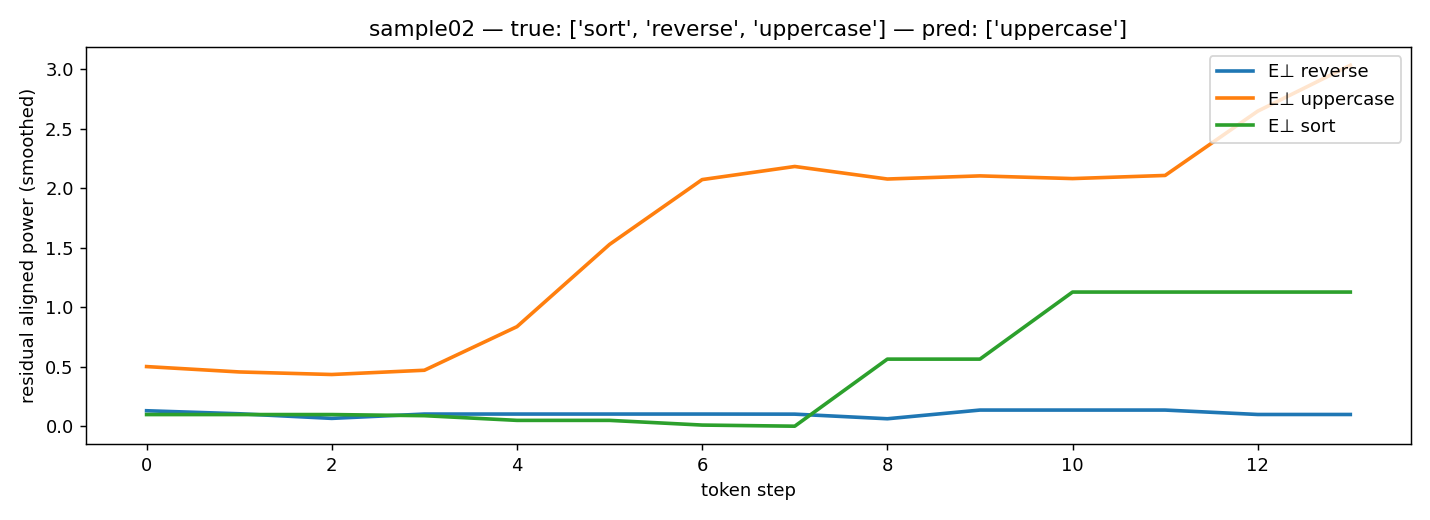 sample02 — true: ['sort', 'reverse', 'uppercase'] — pred: ['uppercase']
residual aligned power (smoothed)
3.0
2.5
2.0
1.5
1.0
0.5
0.0
E⊥ reverse
E⊥ uppercase
E⊥ sort
0 2 4 6 8 10 12
token step